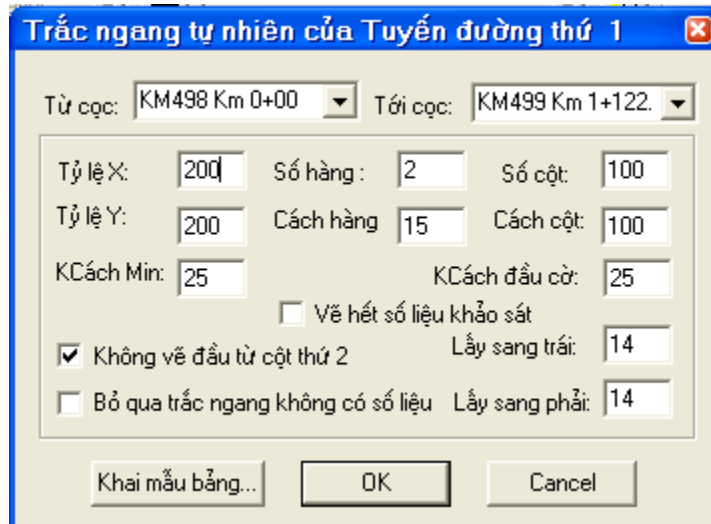 Trắc ngang tự nhiên của Tuyến đường thứ 1
Từ cọc: KM498 Km 0+00 Tới cọc: KM499 Km 1+122.
Tỷ lệ X: 200 Số hàng : 2 Số cột: 100
Tỷ lệ Y: 200 Cách hàng 15 Cách cột: 100
KCách Min: 25 KCách đầu cờ: 25
Vẽ hết số liệu khảo sát
Không vẽ đầu từ cột thứ 2 Lấy sang trái: 14
Bỏ qua trắc ngang không có số liệu Lấy sang phải: 14
Khai mẫu bảng... OK Cancel